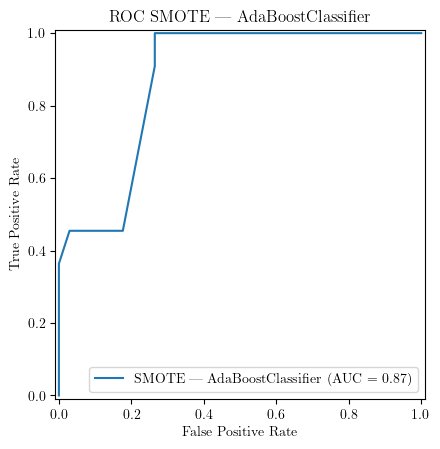 ROC SMOTE — AdaBoostClassifier
1.0
0.8
0.6
0.4
0.2
0.0
True Positive Rate
SMOTE — AdaBoostClassifier (AUC = 0.87)
0.0 0.2 0.4 0.6 0.8 1.0
False Positive Rate